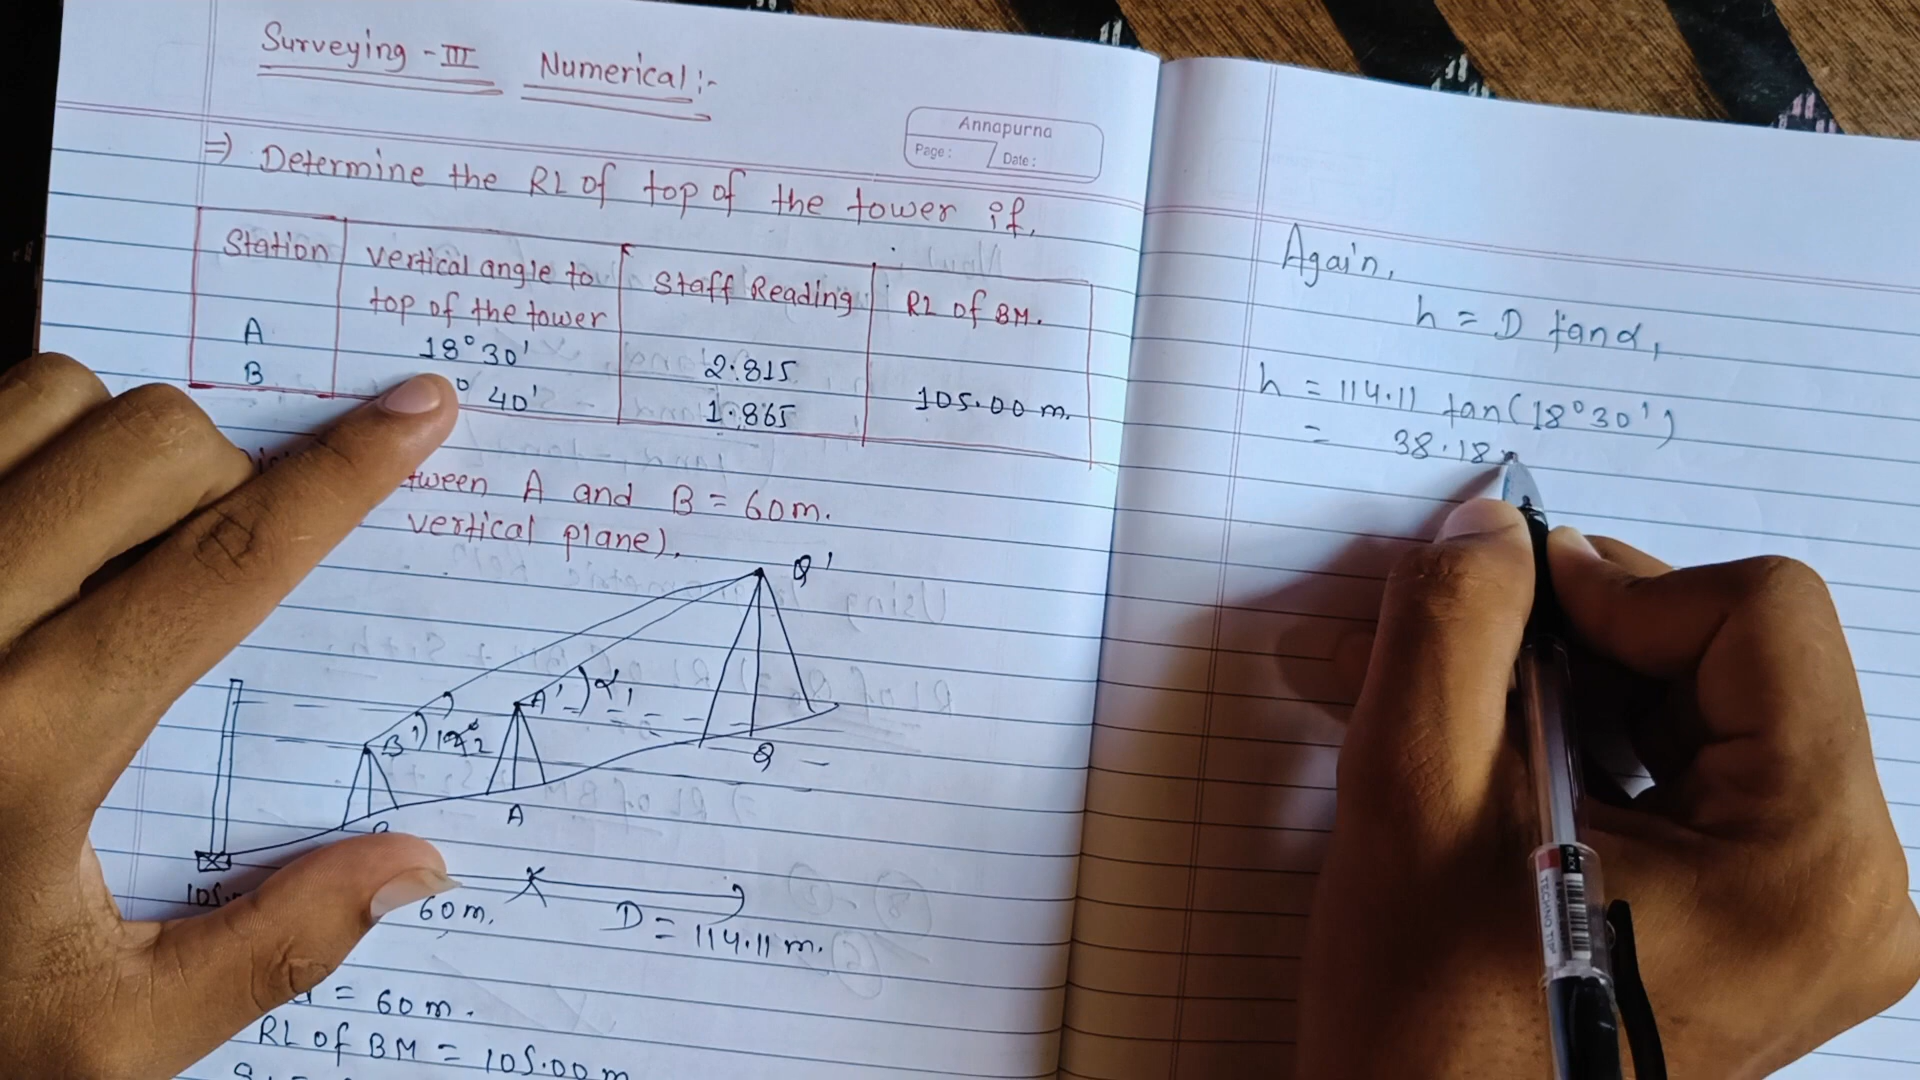 Surveying -III Numerical:-
Annapurna
Page: Date:
⇒ Determine the RL of top of the tower if,
Station Vertical angle to top of the tower Staff Reading RL of BM.
A 18°30' 2.815
B ° 40' 1.865 105.00 m.
tween A and B = 60m.
vertical plane).
Q'
B' α2 A' α1
Q
A
60m. D = 114.11 m.
= 60 m.
RL of BM = 105.00 m
Again,
h = D tanα1
h = 114.11 tan(18°30')
= 38.18
TECHNO TIP